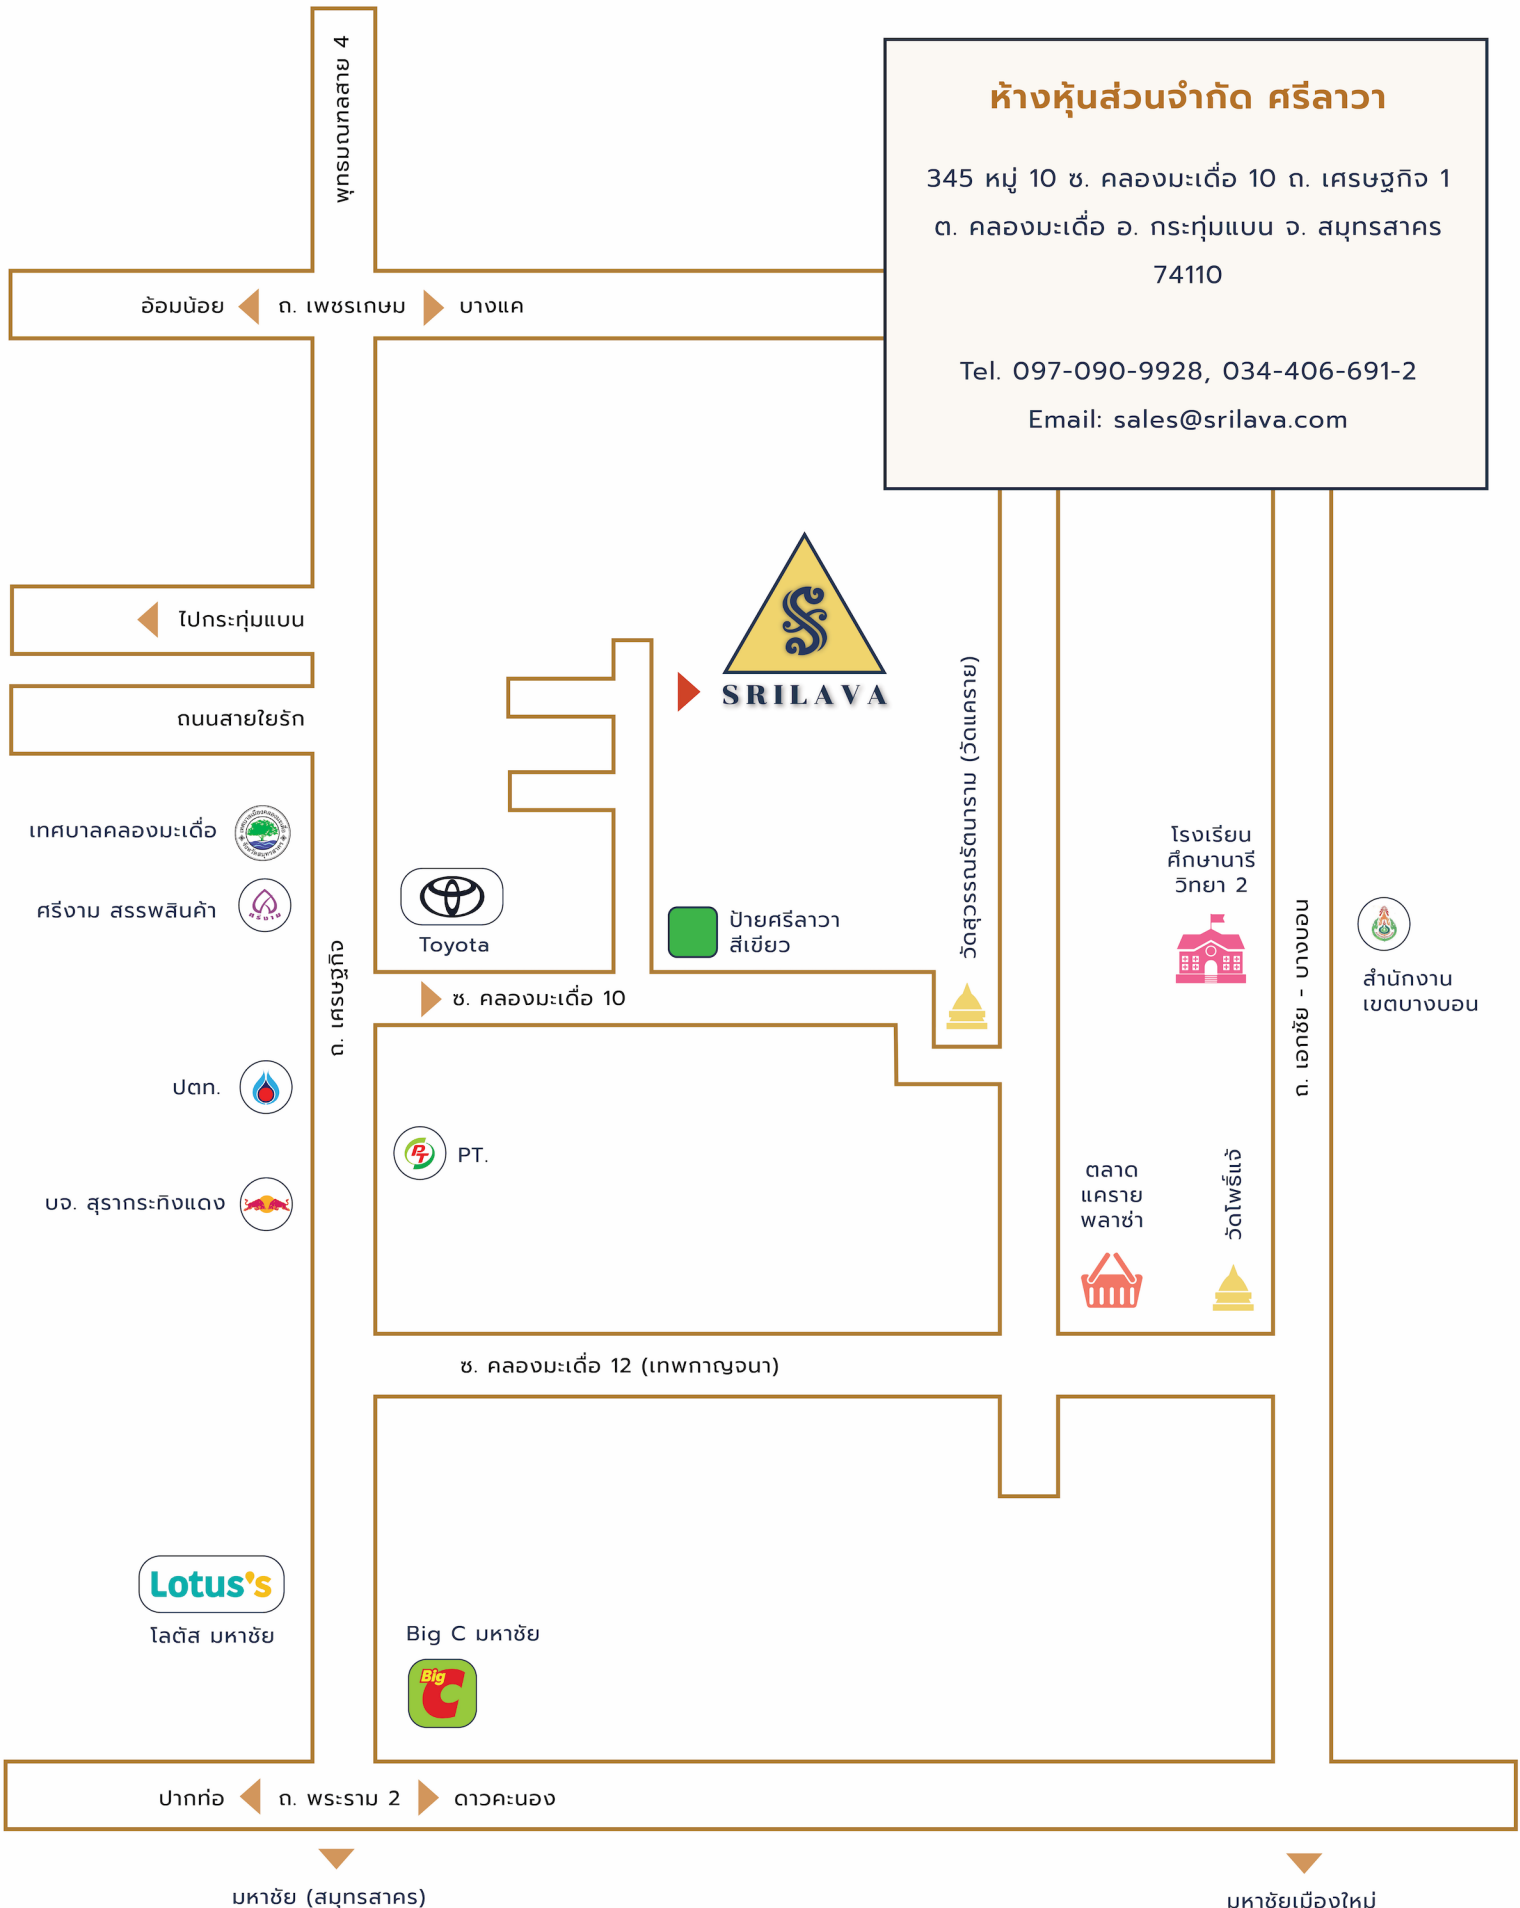 พุทธมณฑลสาย 4
ห้างหุ้นส่วนจำกัด ศรีลาวา
345 หมู่ 10 ซ. คลองมะเดื่อ 10 ถ. เศรษฐกิจ 1
ต. คลองมะเดื่อ อ. กระทุ่มแบน จ. สมุทรสาคร
74110
Tel. 097-090-9928, 034-406-691-2
Email: sales@srilava.com
อ้อมน้อย ถ. เพชรเกษม บางแค
ไปกระทุ่มแบน
SRILAVA
ถนนสายใยรัก
วัดสุวรรณรัตนาราม (วัดแคราย)
เทศบาลคลองมะเดื่อ
ศรีงาม สรรพสินค้า
ศรีงาม
Toyota
ป้ายศรีลาวา
สีเขียว
โรงเรียน
ศึกษานารี
วิทยา 2
ถ. เอกชัย - บางบอน
สำนักงาน
เขตบางบอน
ถ. เศรษฐกิจ
ซ. คลองมะเดื่อ 10
ปตท.
PT
PT.
บจ. สุรากระทิงแดง
ตลาด
แคราย
พลาซ่า
วัดโพธิ์แจ้
ซ. คลองมะเดื่อ 12 (เทพกาญจนา)
Lotus's
โลตัส มหาชัย
Big C มหาชัย
Big C
ปากท่อ ถ. พระราม 2 ดาวคะนอง
มหาชัย (สมุทรสาคร)
มหาชัยเมืองใหม่